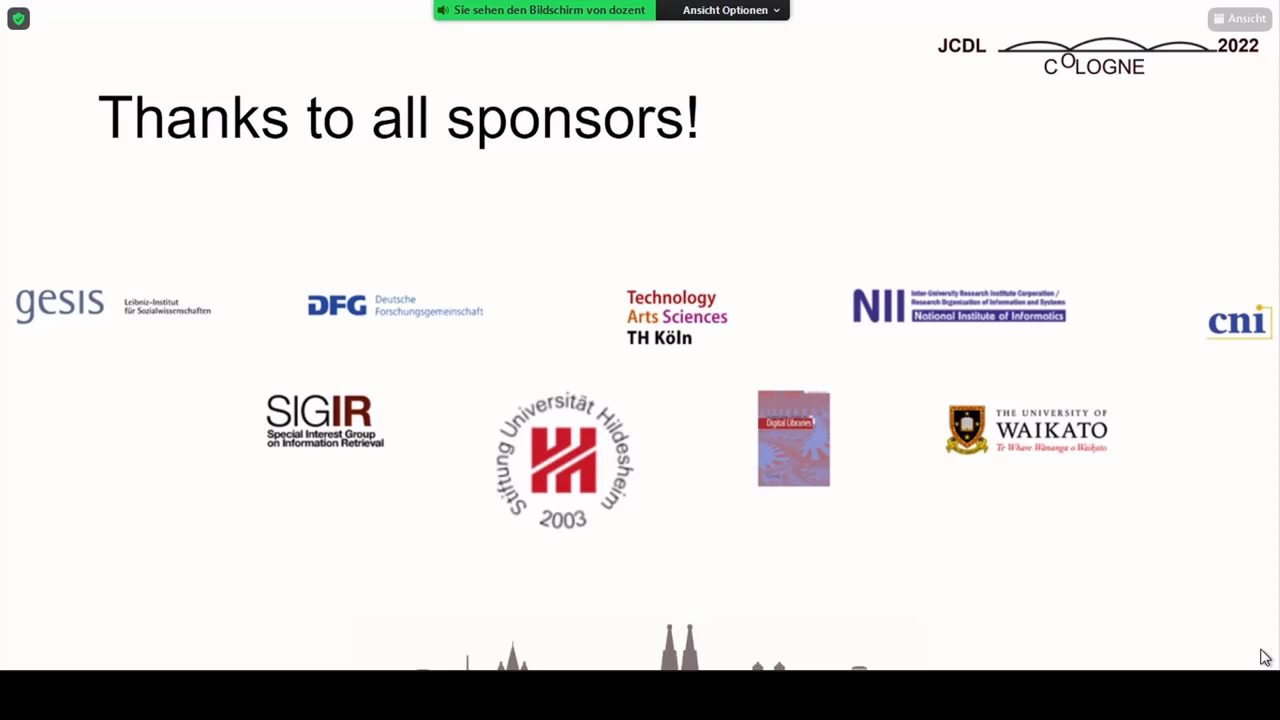 Sie sehen den Bildschirm von dozent
Ansicht Optionen
Ansicht
JCDL 2022
COLOGNE
Thanks to all sponsors!
gesis
Leibniz-Institut
für Sozialwissenschaften
DFG
Deutsche
Forschungsgemeinschaft
Technology
Arts Sciences
TH Köln
NII
Inter-University Research Institute Corporation /
Research Organization of Information and Systems
National Institute of Informatics
cni
SIGIR
Special Interest Group
on Information Retrieval
Stiftung Universität Hildesheim
2003
Digital Libraries
THE UNIVERSITY OF
WAIKATO
Te Whare Wānanga o Waikato